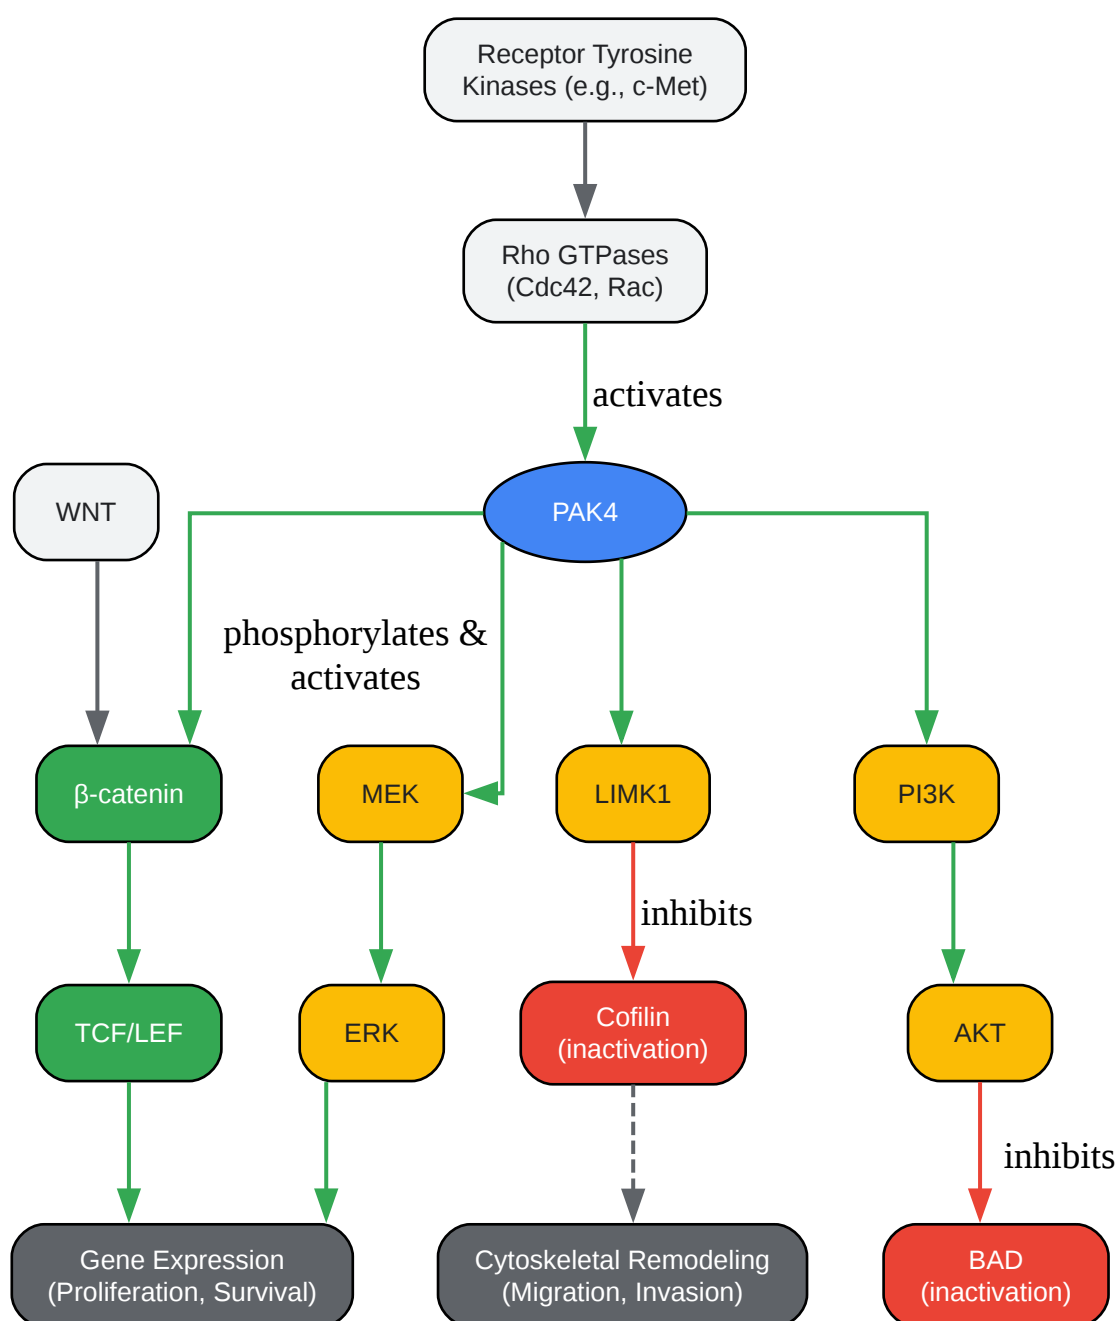 Receptor Tyrosine
Kinases (e.g., c-Met)
Rho GTPases
(Cdc42, Rac)
activates
WNT
PAK4
phosphorylates &
activates
β-catenin
MEK
LIMK1
PI3K
inhibits
TCF/LEF
ERK
Cofilin
(inactivation)
AKT
inhibits
Gene Expression
(Proliferation, Survival)
Cytoskeletal Remodeling
(Migration, Invasion)
BAD
(inactivation)